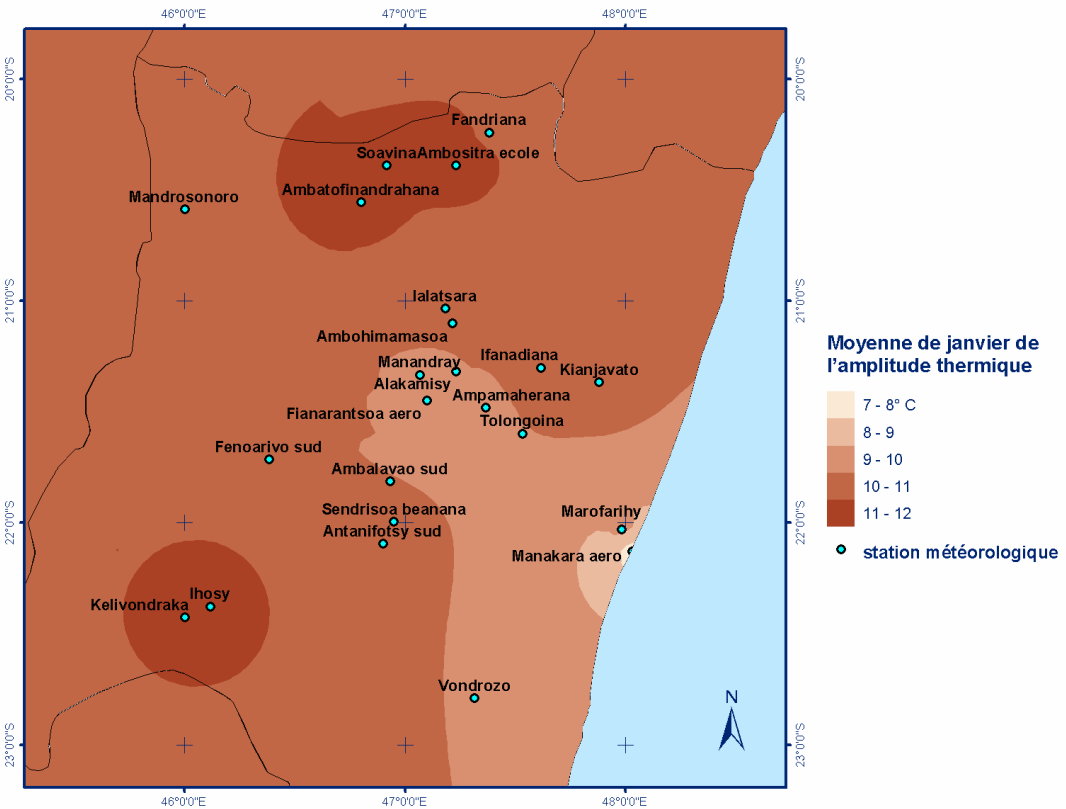 46°0'0"E 47°0'0"E 48°0'0"E
20°0'0"S 20°0'0"S
Fandriana
Soavina Ambositra ecole
Ambatofinandrahana
Mandrosonoro
21°0'0"S 21°0'0"S
Ialatsara
Ambohimamasoa
Manandray
Ifanadiana
Kianjavato
Alakamisy
Ampamaherana
Fianarantsoa aero
Tolongoina
Fenoarivo sud
Ambalavao sud
Sendrisoa beanana
Marofarihy
22°0'0"S 22°0'0"S
Antanifotsy sud
Manakara aero
Ihosy
Kelivondraka
Vondrozo
N
23°0'0"S 23°0'0"S
46°0'0"E 47°0'0"E 48°0'0"E
Moyenne de janvier de
l'amplitude thermique
7 - 8° C
8 - 9
9 - 10
10 - 11
11 - 12
station météorologique